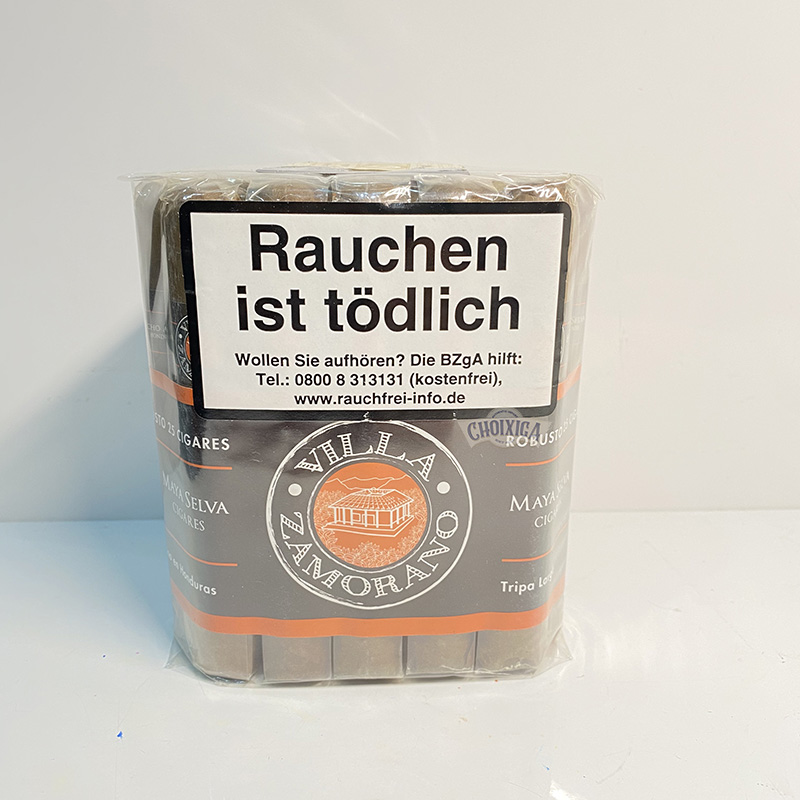 Rauchen
ist tödlich
Wollen Sie aufhören? Die BZgA hilft:
Tel.: 0800 8 313131 (kostenfrei),
www.rauchfrei-info.de
CHOIXIGA
25 CIGARES
ROBUSTO
VILLA
ZAMORANO
MAYA SELVA
CIGARES
MAYA
Honduras
Tripa